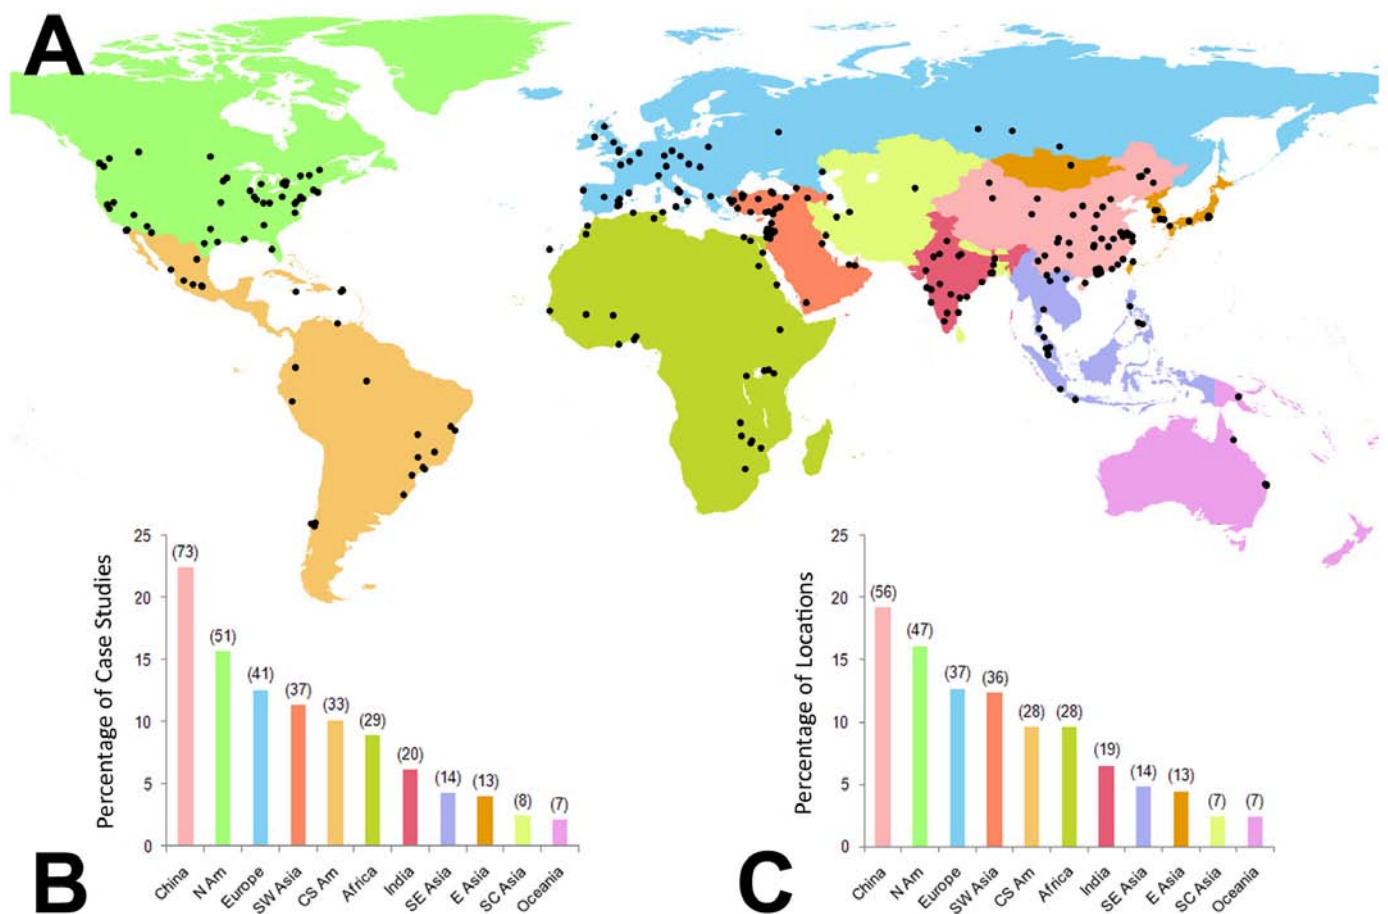 A
Percentage of Case Studies
25
20
15
10
5
0
(73)
(51)
(41)
(37)
(33)
(29)
(20)
(14)
(13)
(8)
(7)
China
N Am
Europe
SW Asia
CS Am
Africa
India
SE Asia
E Asia
SC Asia
Oceania
B
Percentage of Locations
25
20
15
10
5
0
(56)
(47)
(37)
(36)
(28)
(28)
(19)
(14)
(13)
(7)
(7)
China
N Am
Europe
SW Asia
CS Am
Africa
India
SE Asia
E Asia
SC Asia
Oceania
C